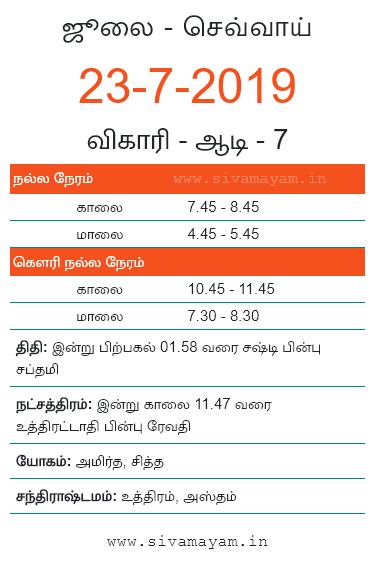 ஜூலை - செவ்வாய்
23-7-2019
விகாரி - ஆடி - 7
நல்ல நேரம் www.sivamayam.in
காலை 7.45 - 8.45
மாலை 4.45 - 5.45
கௌரி நல்ல நேரம்
காலை 10.45 - 11.45
மாலை 7.30 - 8.30
திதி: இன்று பிற்பகல் 01.58 வரை சஷ்டி பின்பு
சப்தமி
நட்சத்திரம்: இன்று காலை 11.47 வரை
உத்திரட்டாதி பின்பு ரேவதி
யோகம்: அமிர்த, சித்த
சந்திராஷ்டமம்: உத்திரம், அஸ்தம்
www.sivamayam.in